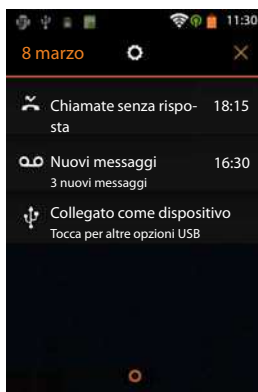 11:30
8 marzo
Chiamate senza rispo- 18:15
sta
Nuovi messaggi 16:30
3 nuovi messaggi
Collegato come dispositivo
Tocca per altre opzioni USB